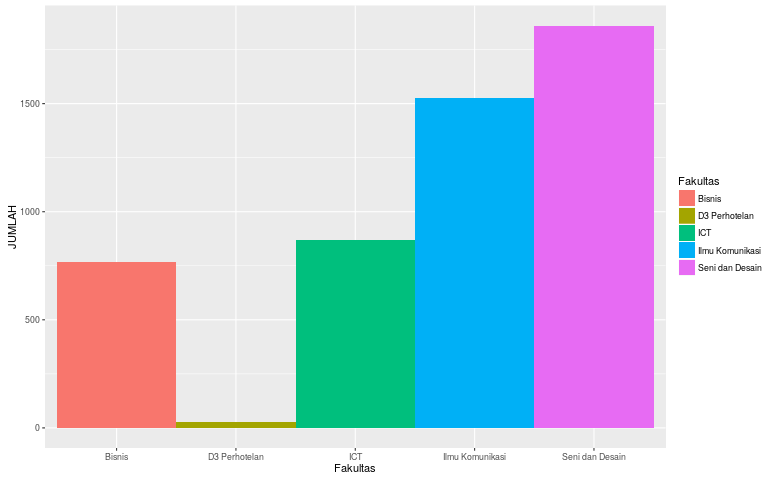 JUMLAH
1500
1000
500
0
Bisnis
D3 Perhotelan
ICT
Ilmu Komunikasi
Seni dan Desain
Fakultas
Fakultas
Bisnis
D3 Perhotelan
ICT
Ilmu Komunikasi
Seni dan Desain